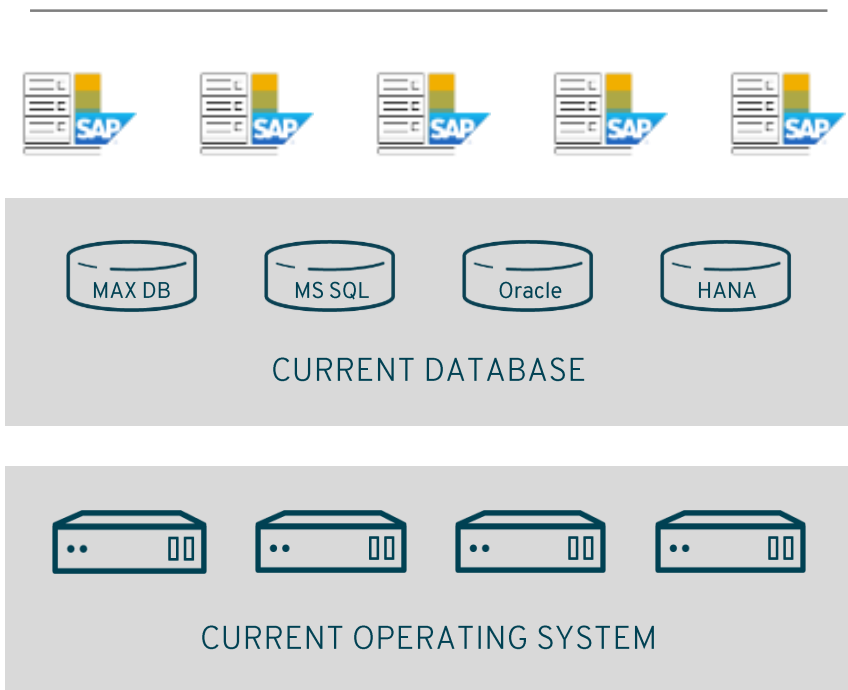 SAP SAP SAP SAP SAP
MAX DB MS SQL Oracle HANA
CURRENT DATABASE
CURRENT OPERATING SYSTEM